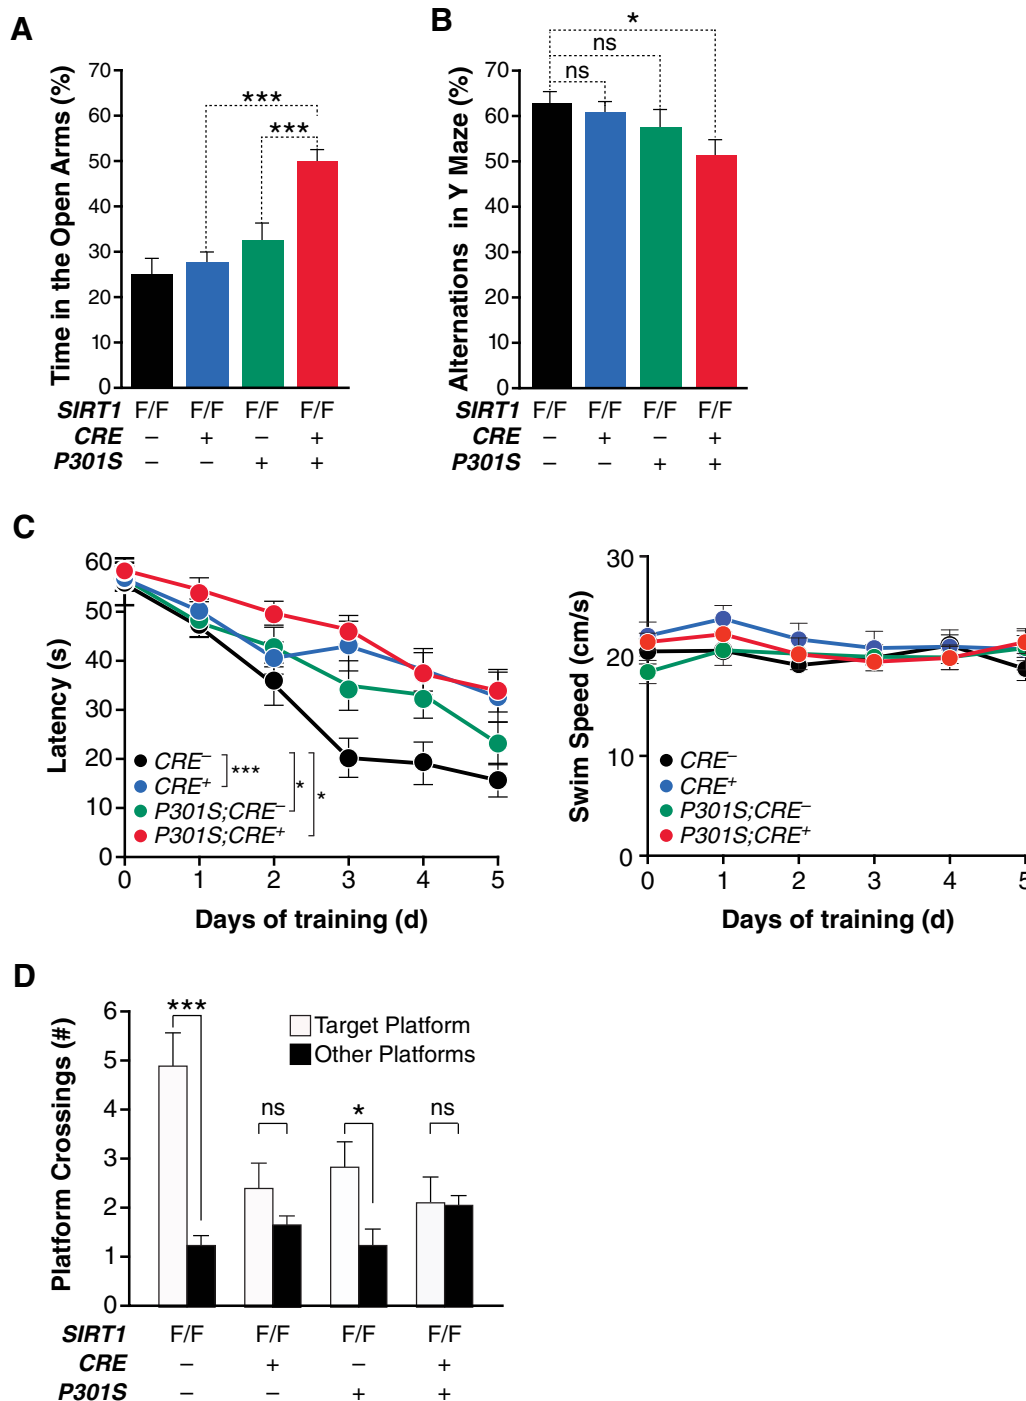 A
Time in the Open Arms (%)
70
60
50
40
30
20
10
0
***
***
SIRT1 F/F F/F F/F F/F
CRE – + – +
P301S – – + +
B
Alternations in Y Maze (%)
70
60
50
40
30
20
10
0
*
ns
ns
SIRT1 F/F F/F F/F F/F
CRE – + – +
P301S – – + +
C
Latency (s)
60
50
40
30
20
10
0
CRE–
CRE+
P301S;CRE–
P301S;CRE+
***
*
*
0 1 2 3 4 5
Days of training (d)
Swim Speed (cm/s)
30
20
10
0
CRE–
CRE+
P301S;CRE–
P301S;CRE+
0 1 2 3 4 5
Days of training (d)
D
Platform Crossings (#)
6
5
4
3
2
1
0
Target Platform
Other Platforms
***
ns
*
ns
SIRT1 F/F F/F F/F F/F
CRE – + – +
P301S – – + +